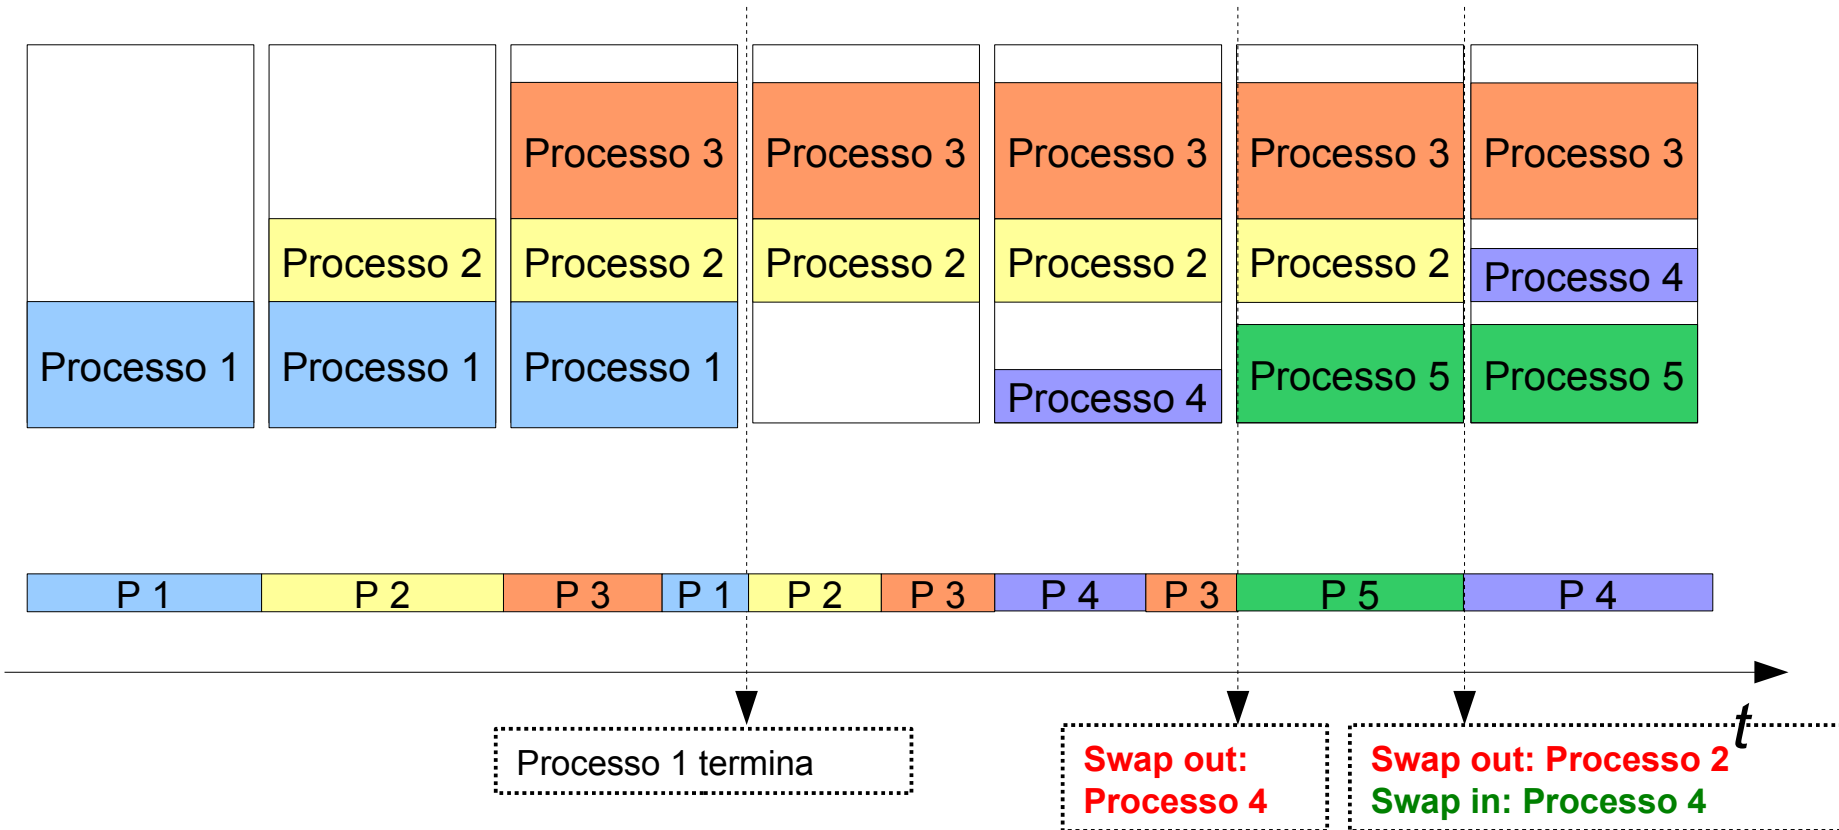 Processo 3
Processo 3
Processo 3
Processo 3
Processo 3
Processo 2
Processo 2
Processo 2
Processo 2
Processo 2
Processo 4
Processo 1
Processo 1
Processo 1
Processo 4
Processo 5
Processo 5
P 1
P 2
P 3
P 1
P 2
P 3
P 4
P 3
P 5
P 4
t
Processo 1 termina
Swap out:
Processo 4
Swap out: Processo 2
Swap in: Processo 4